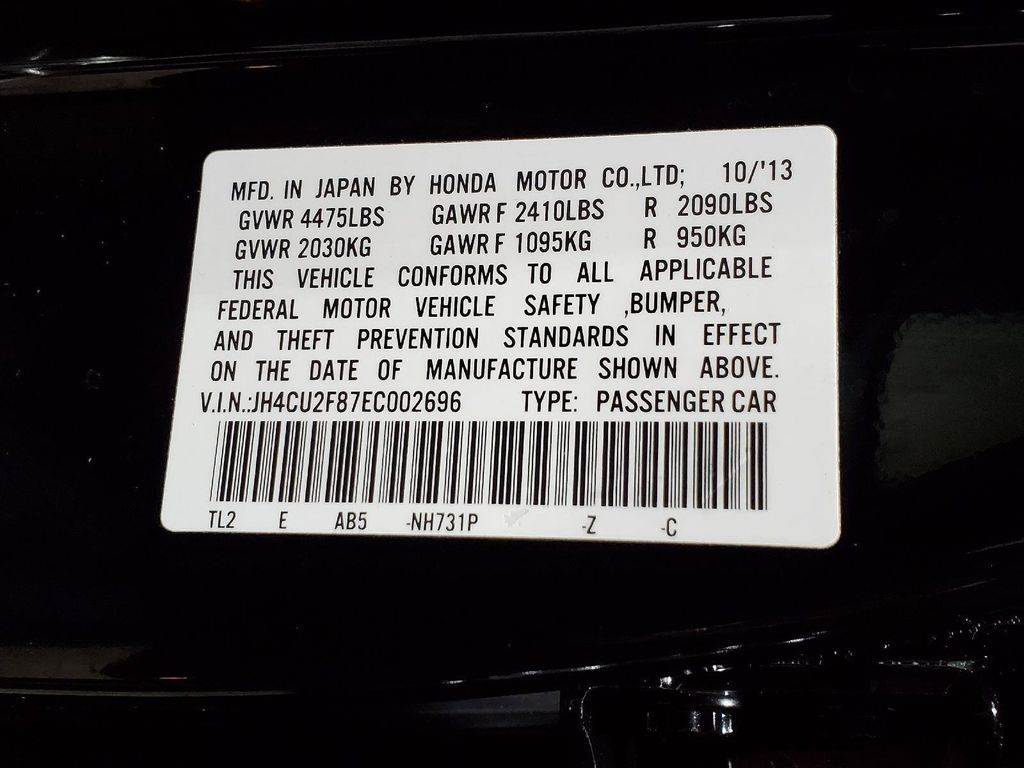 MFD. IN JAPAN BY HONDA MOTOR CO.,LTD; 10/'13
GVWR 4475LBS GAWR F 2410LBS R 2090LBS
GVWR 2030KG GAWR F 1095KG R 950KG
THIS VEHICLE CONFORMS TO ALL APPLICABLE
FEDERAL MOTOR VEHICLE SAFETY ,BUMPER,
AND THEFT PREVENTION STANDARDS IN EFFECT
ON THE DATE OF MANUFACTURE SHOWN ABOVE.
V.I.N.:JH4CU2F87EC002696 TYPE: PASSENGER CAR
TL2 E AB5 -NH731P -Z -C